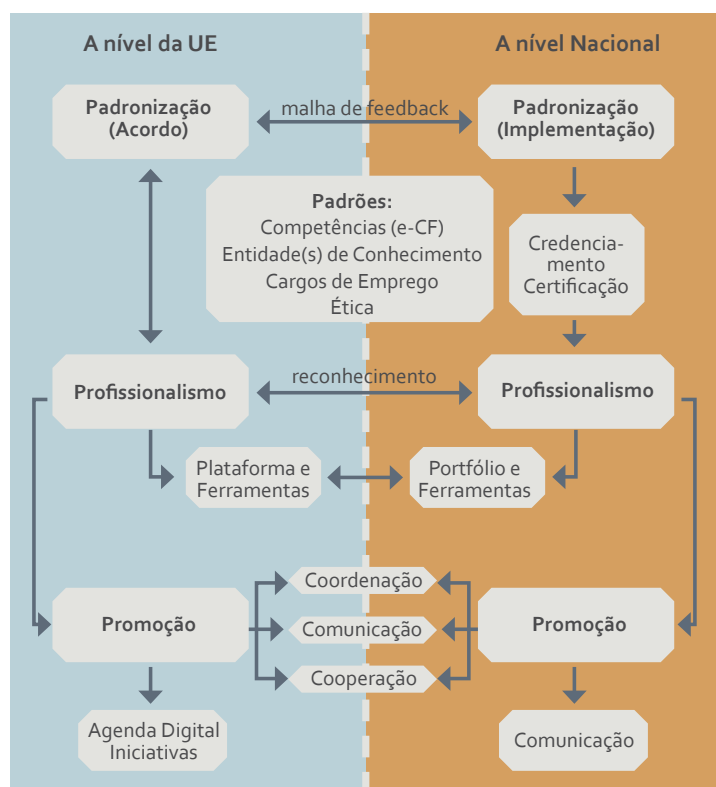 A nível da UE
A nível Nacional
Padronização
(Acordo)
malha de feedback
Padronização
(Implementação)
Padrões:
Competências (e-CF)
Entidade(s) de Conhecimento
Cargos de Emprego
Ética
Credencia-
mento
Certificação
Profissionalismo
reconhecimento
Profissionalismo
Plataforma e
Ferramentas
Portfólio e
Ferramentas
Coordenação
Promoção
Comunicação
Promoção
Cooperação
Agenda Digital
Iniciativas
Comunicação